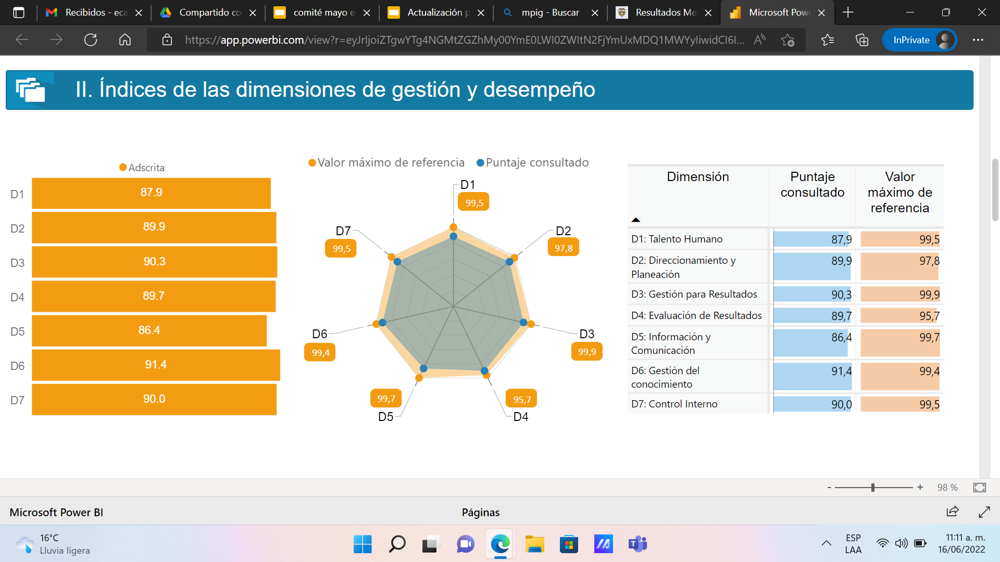 Recibidos - eca
Compartido co
comité mayo e
Actualización p
mpig - Buscar
Resultados Me
Microsoft Powe
https://app.powerbi.com/view?r=eyJrIjoiZTgwYTg4NGMtZGZhMy00YmE0LWI0ZWItN2FjYmUxMDQ1MWYyIiwidCI6I...
InPrivate
II. Índices de las dimensiones de gestión y desempeño
Adscrita
D1 87.9
D2 89.9
D3 90.3
D4 89.7
D5 86.4
D6 91.4
D7 90.0
Valor máximo de referencia Puntaje consultado
D1
99,5
D7
99,5
D2
97,8
D6
99,4
D3
99,9
99,7
D5
95,7
D4
Dimensión
Puntaje
consultado
Valor
máximo de
referencia
D1: Talento Humano 87,9 99,5
D2: Direccionamiento y 89,9 97,8
Planeación
D3: Gestión para Resultados 90,3 99,9
D4: Evaluación de Resultados 89,7 95,7
D5: Información y 86,4 99,7
Comunicación
D6: Gestión del 91,4 99,4
conocimiento
D7: Control Interno 90,0 99,5
- + 98 %
Microsoft Power BI
Páginas
16°C
Lluvia ligera
ESP
LAA
11:11 a. m.
16/06/2022